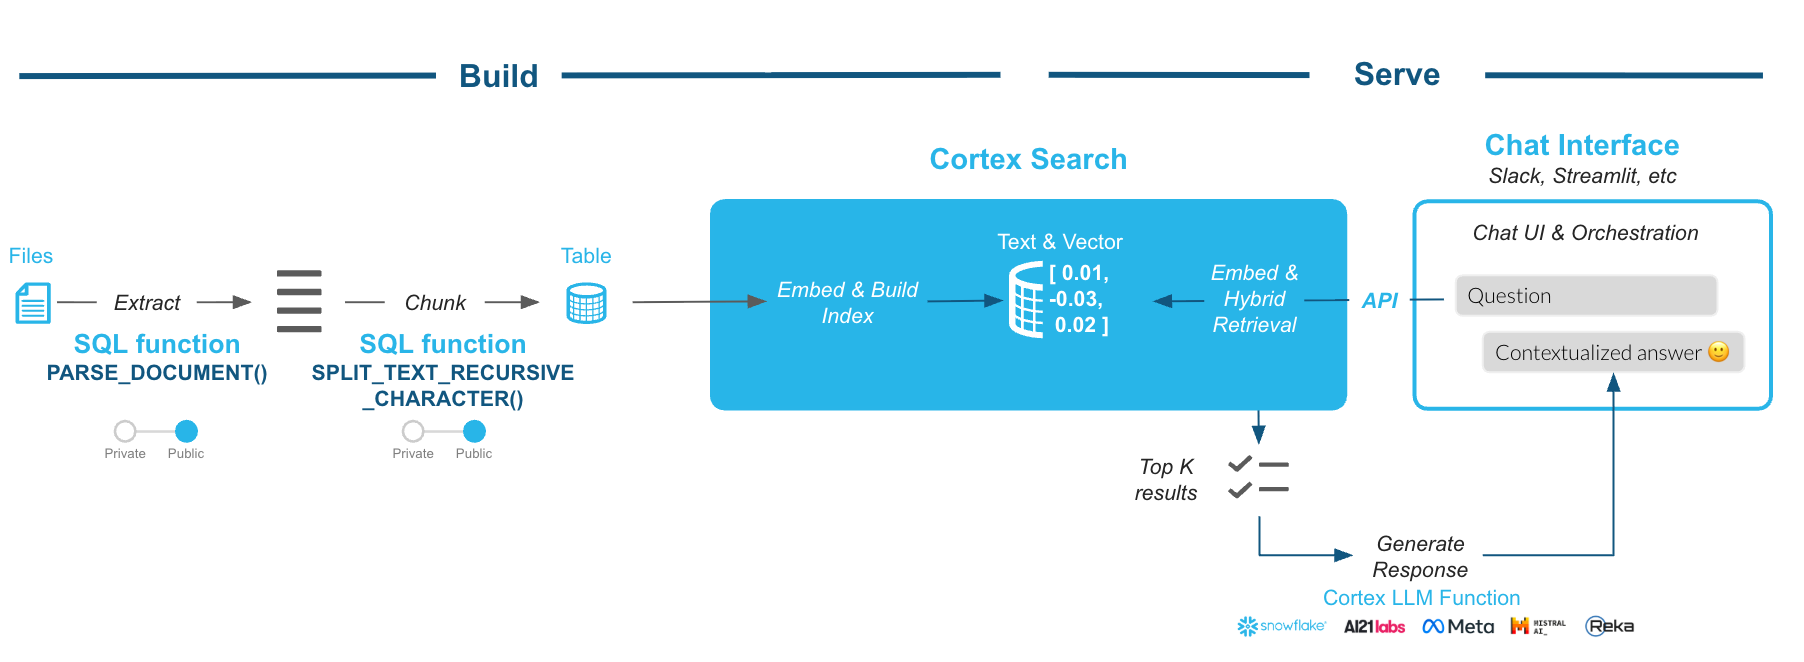 Build
Serve
Cortex Search
Chat Interface
Slack, Streamlit, etc
Files
Extract
SQL function
PARSE_DOCUMENT()
Private
Public
Chunk
SQL function
SPLIT_TEXT_RECURSIVE
_CHARACTER()
Private
Public
Table
Embed & Build
Index
Text & Vector
[ 0.01,
-0.03,
0.02 ]
Embed &
Hybrid
Retrieval
API
Chat UI & Orchestration
Question
Contextualized answer 🙂
Top K
results
Generate
Response
Cortex LLM Function
snowflake®
AI21labs
Meta
MISTRAL
AI_
Reka